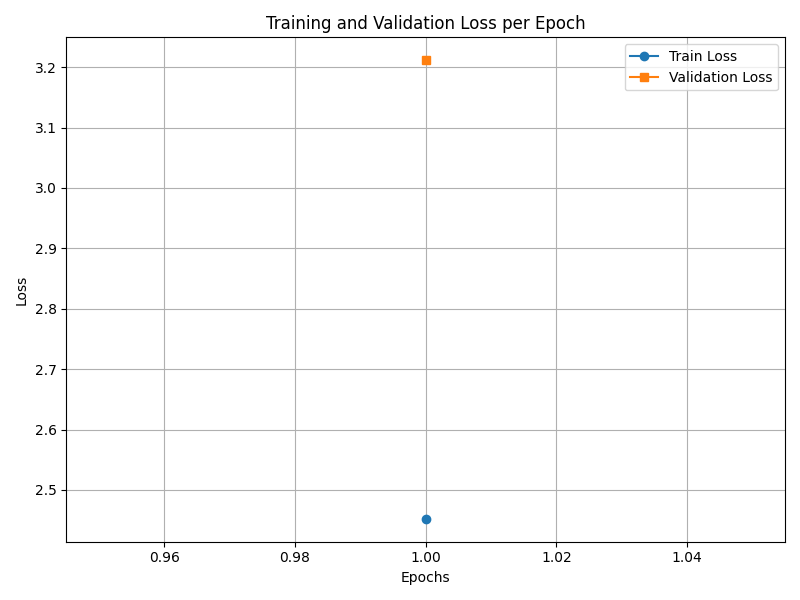 Training and Validation Loss per Epoch
Train Loss
Validation Loss
3.2
3.1
3.0
2.9
2.8
2.7
2.6
2.5
Loss
0.96 0.98 1.00 1.02 1.04
Epochs